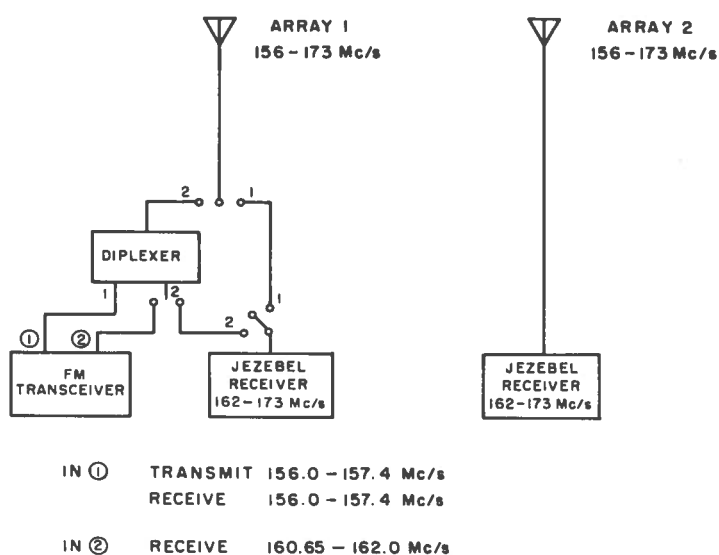 ARRAY 1
156-173 Mc/s
ARRAY 2
156-173 Mc/s
2
1
DIPLEXER
1
2
1
2
① ②
FM
TRANSCEIVER
JEZEBEL
RECEIVER
162-173 Mc/s
JEZEBEL
RECEIVER
162-173 Mc/s
IN ① TRANSMIT 156.0 - 157.4 Mc/s
RECEIVE 156.0 - 157.4 Mc/s
IN ② RECEIVE 160.65 - 162.0 Mc/s